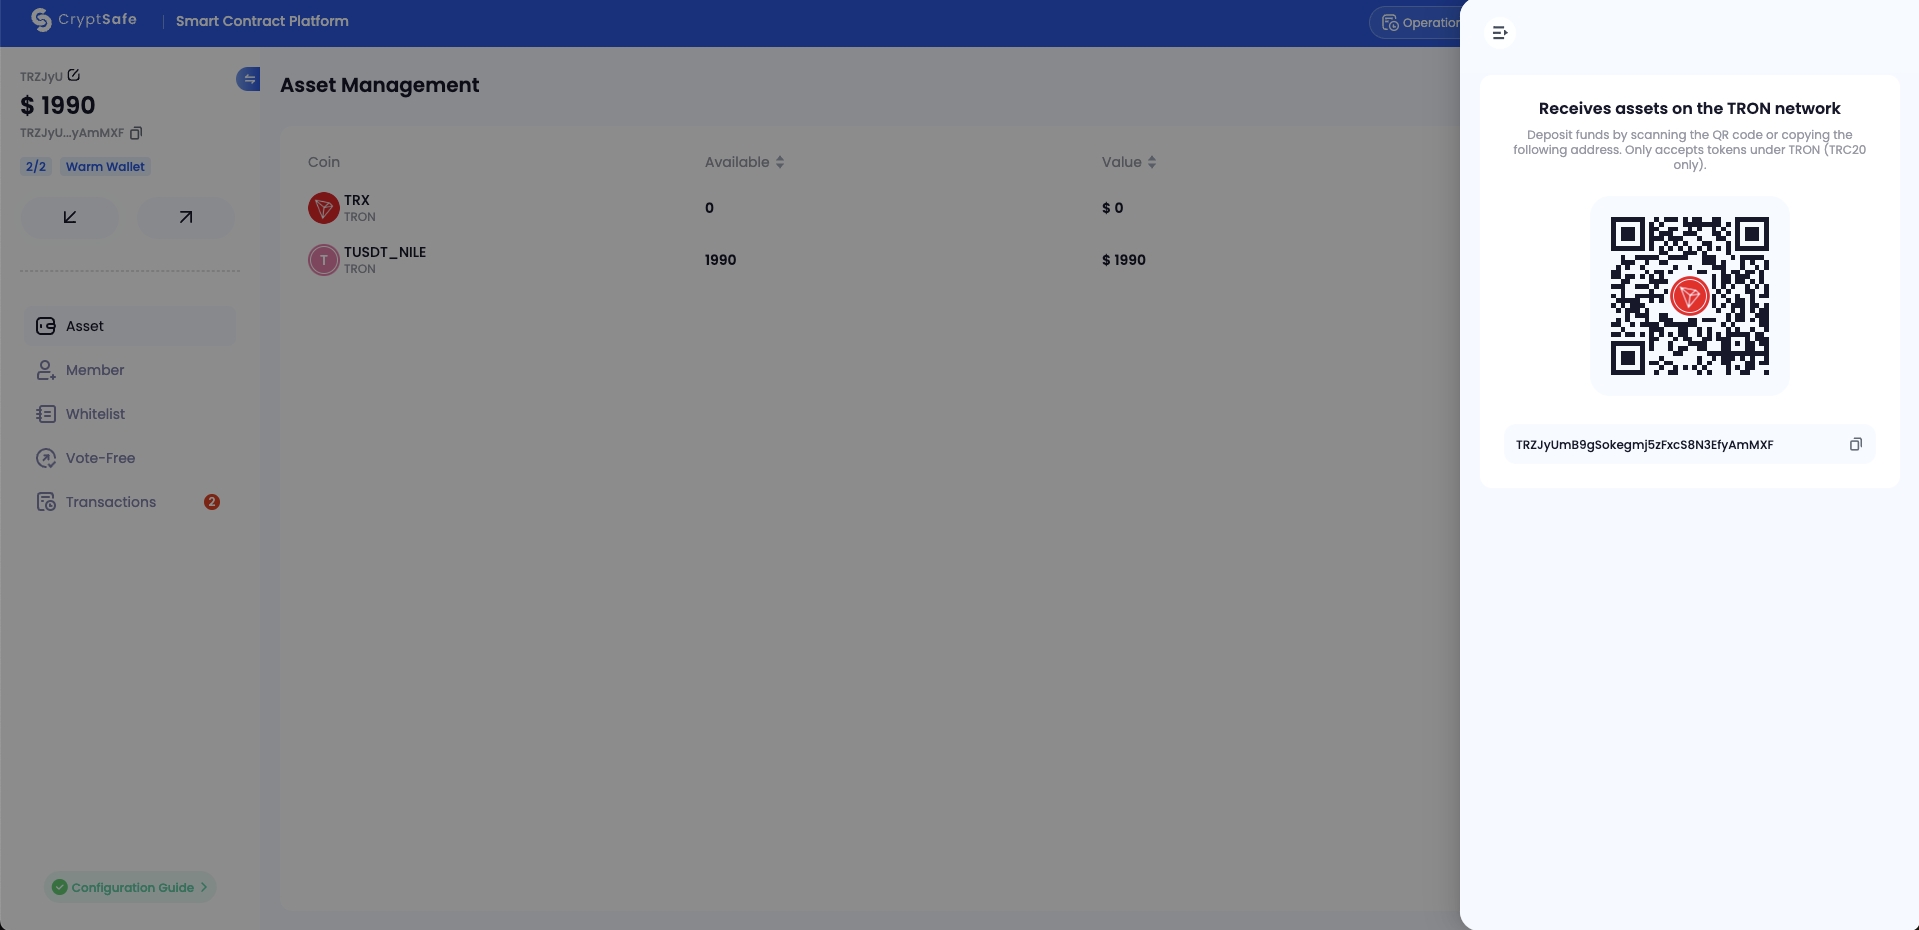 CryptSafe
Smart Contract Platform
Operation
TRZJyU
$ 1990
TRZJyU...yAmMXF
2/2
Warm Wallet
Asset
Member
Whitelist
Vote-Free
Transactions
2
Configuration Guide
Asset Management
Coin
Available
Value
TRX
TRON
0
$ 0
T
TUSDT_NILE
TRON
1990
$ 1990
Receives assets on the TRON network
Deposit funds by scanning the QR code or copying the
following address. Only accepts tokens under TRON (TRC20
only).
TRZJyUmB9gSokegmj5zFxcS8N3EfyAmMXF